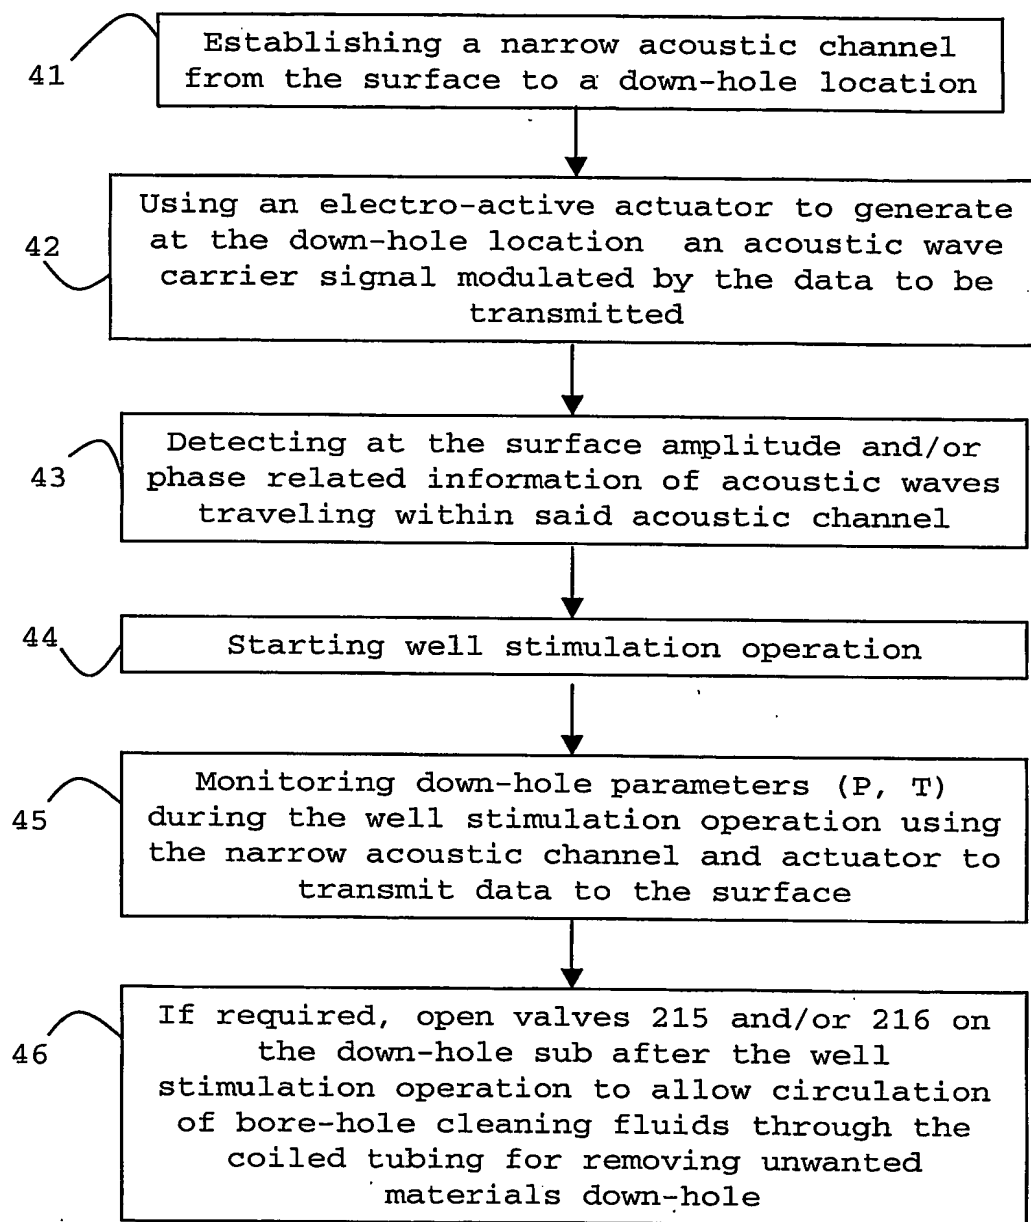 41
Establishing a narrow acoustic channel
from the surface to a down-hole location
42
Using an electro-active actuator to generate
at the down-hole location an acoustic wave
carrier signal modulated by the data to be
transmitted
43
Detecting at the surface amplitude and/or
phase related information of acoustic waves
traveling within said acoustic channel
44
Starting well stimulation operation
45
Monitoring down-hole parameters (P, T)
during the well stimulation operation using
the narrow acoustic channel and actuator to
transmit data to the surface
46
If required, open valves 215 and/or 216 on
the down-hole sub after the well
stimulation operation to allow circulation
of bore-hole cleaning fluids through the
coiled tubing for removing unwanted
materials down-hole